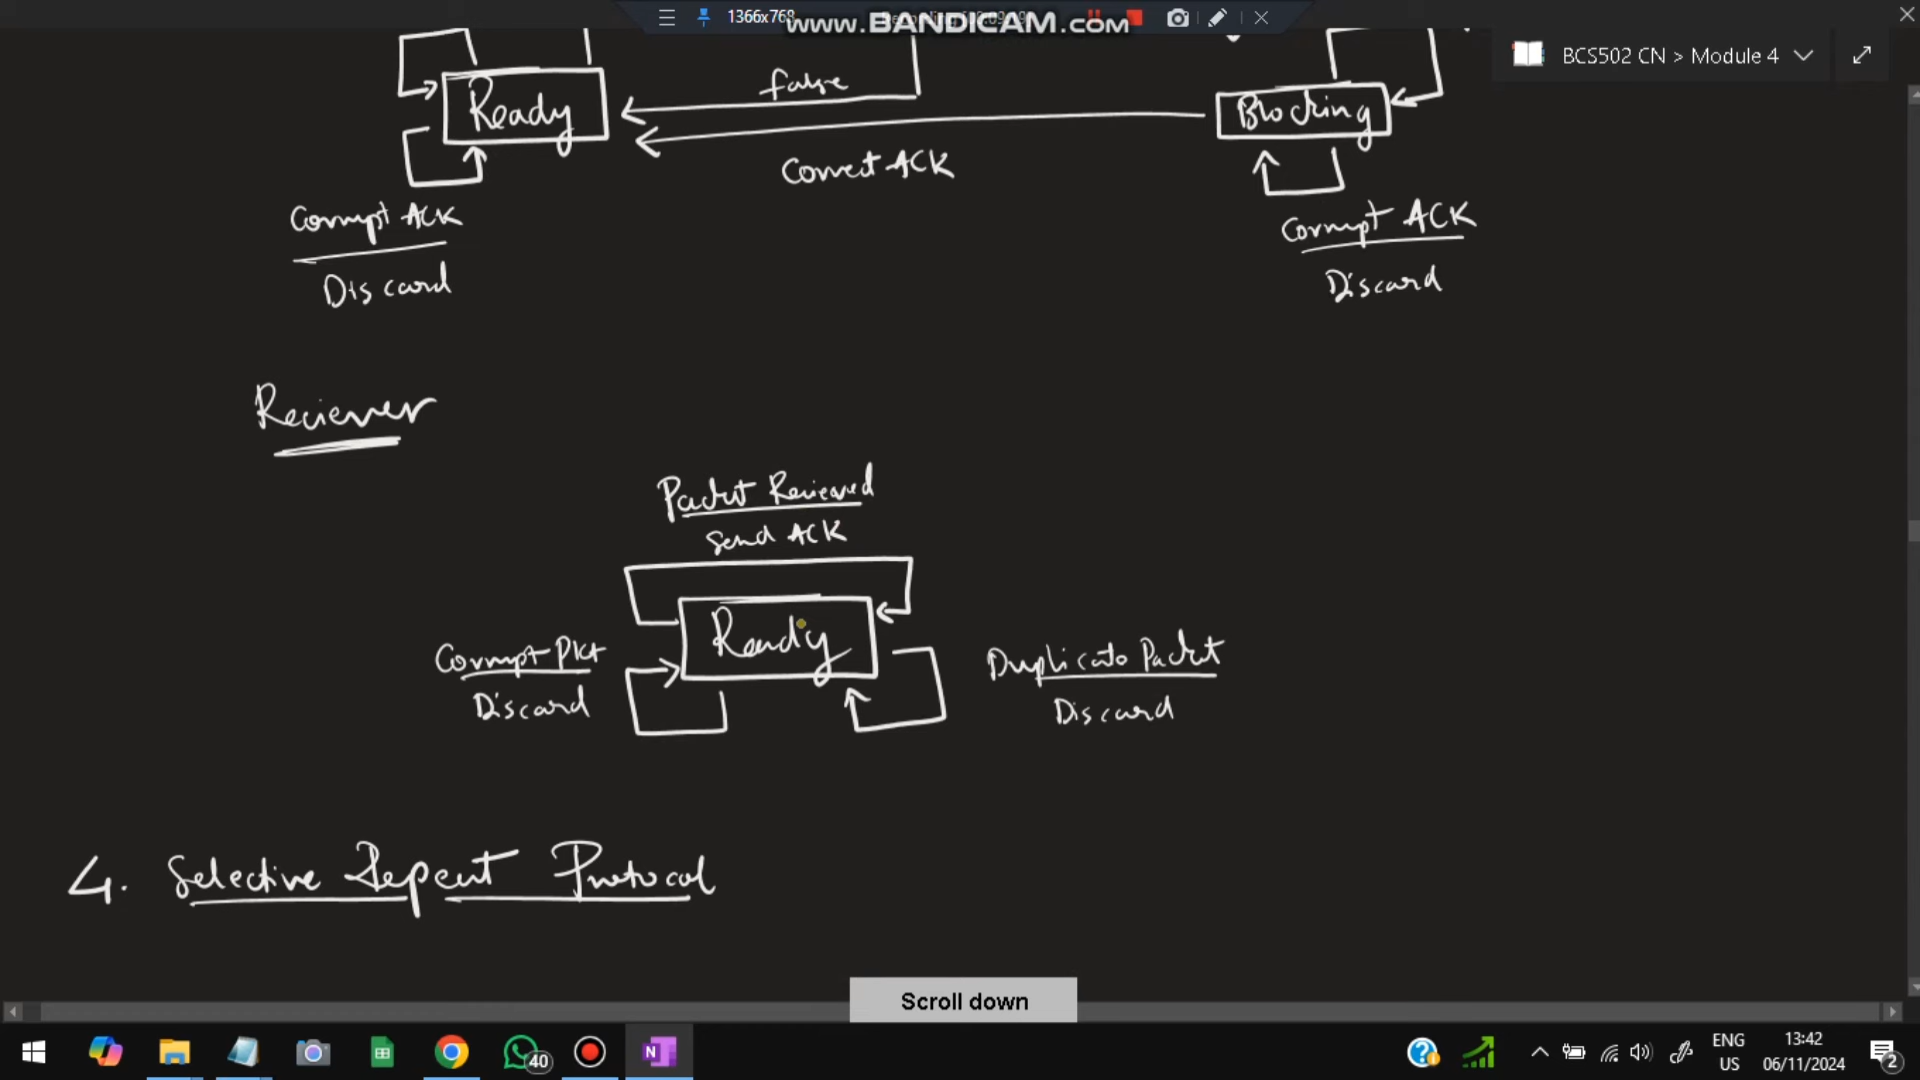 1366x768
www.BANDICAM.com
BCS502 CN > Module 4
false
Ready
Blocking
Correct ACK
Corrupt ACK
Discard
Corrupt ACK
Discard
Reciever
Packet Recieved
Send ACK
Ready
Corrupt Pkt
Discard
Duplicate Packet
Discard
4. Selective Repeat Protocol
Scroll down
40
N
ENG
US
13:42
06/11/2024
2